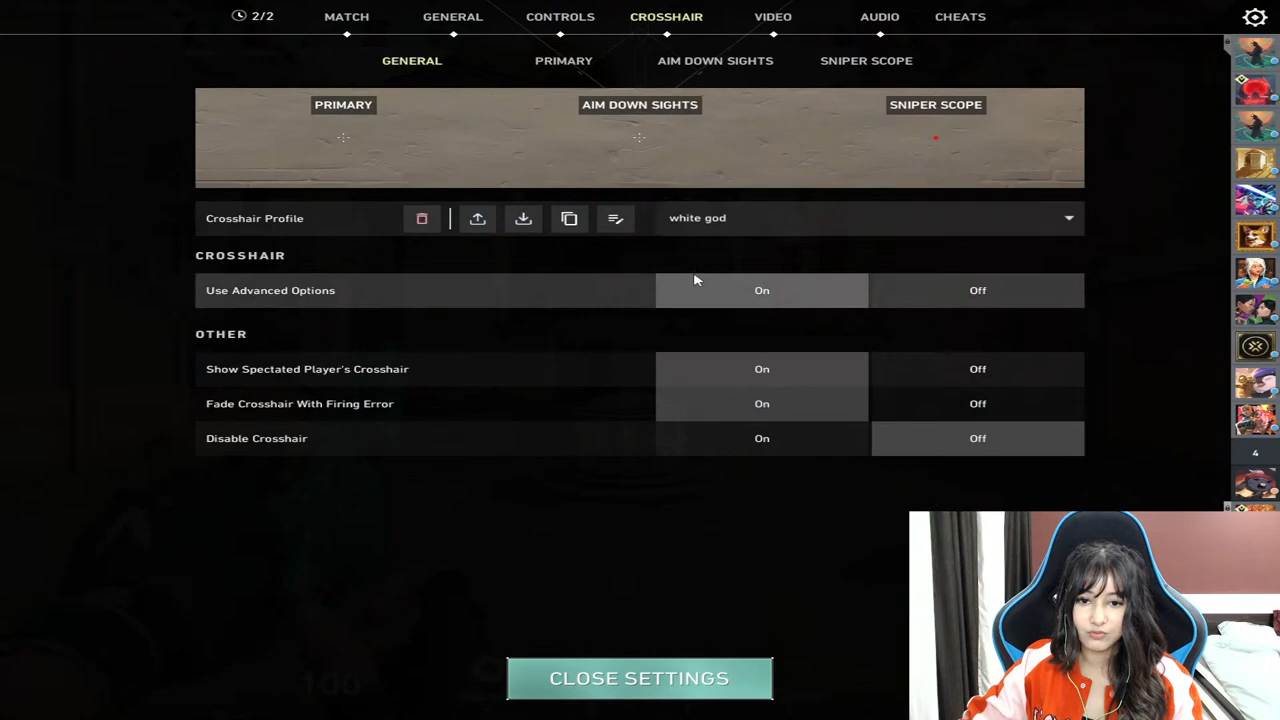 2/2 MATCH GENERAL CONTROLS CROSSHAIR VIDEO AUDIO CHEATS
GENERAL PRIMARY AIM DOWN SIGHTS SNIPER SCOPE
PRIMARY AIM DOWN SIGHTS SNIPER SCOPE
Crosshair Profile white god
CROSSHAIR
Use Advanced Options On Off
OTHER
Show Spectated Player's Crosshair On Off
Fade Crosshair With Firing Error On Off
Disable Crosshair On Off
4
100
CLOSE SETTINGS